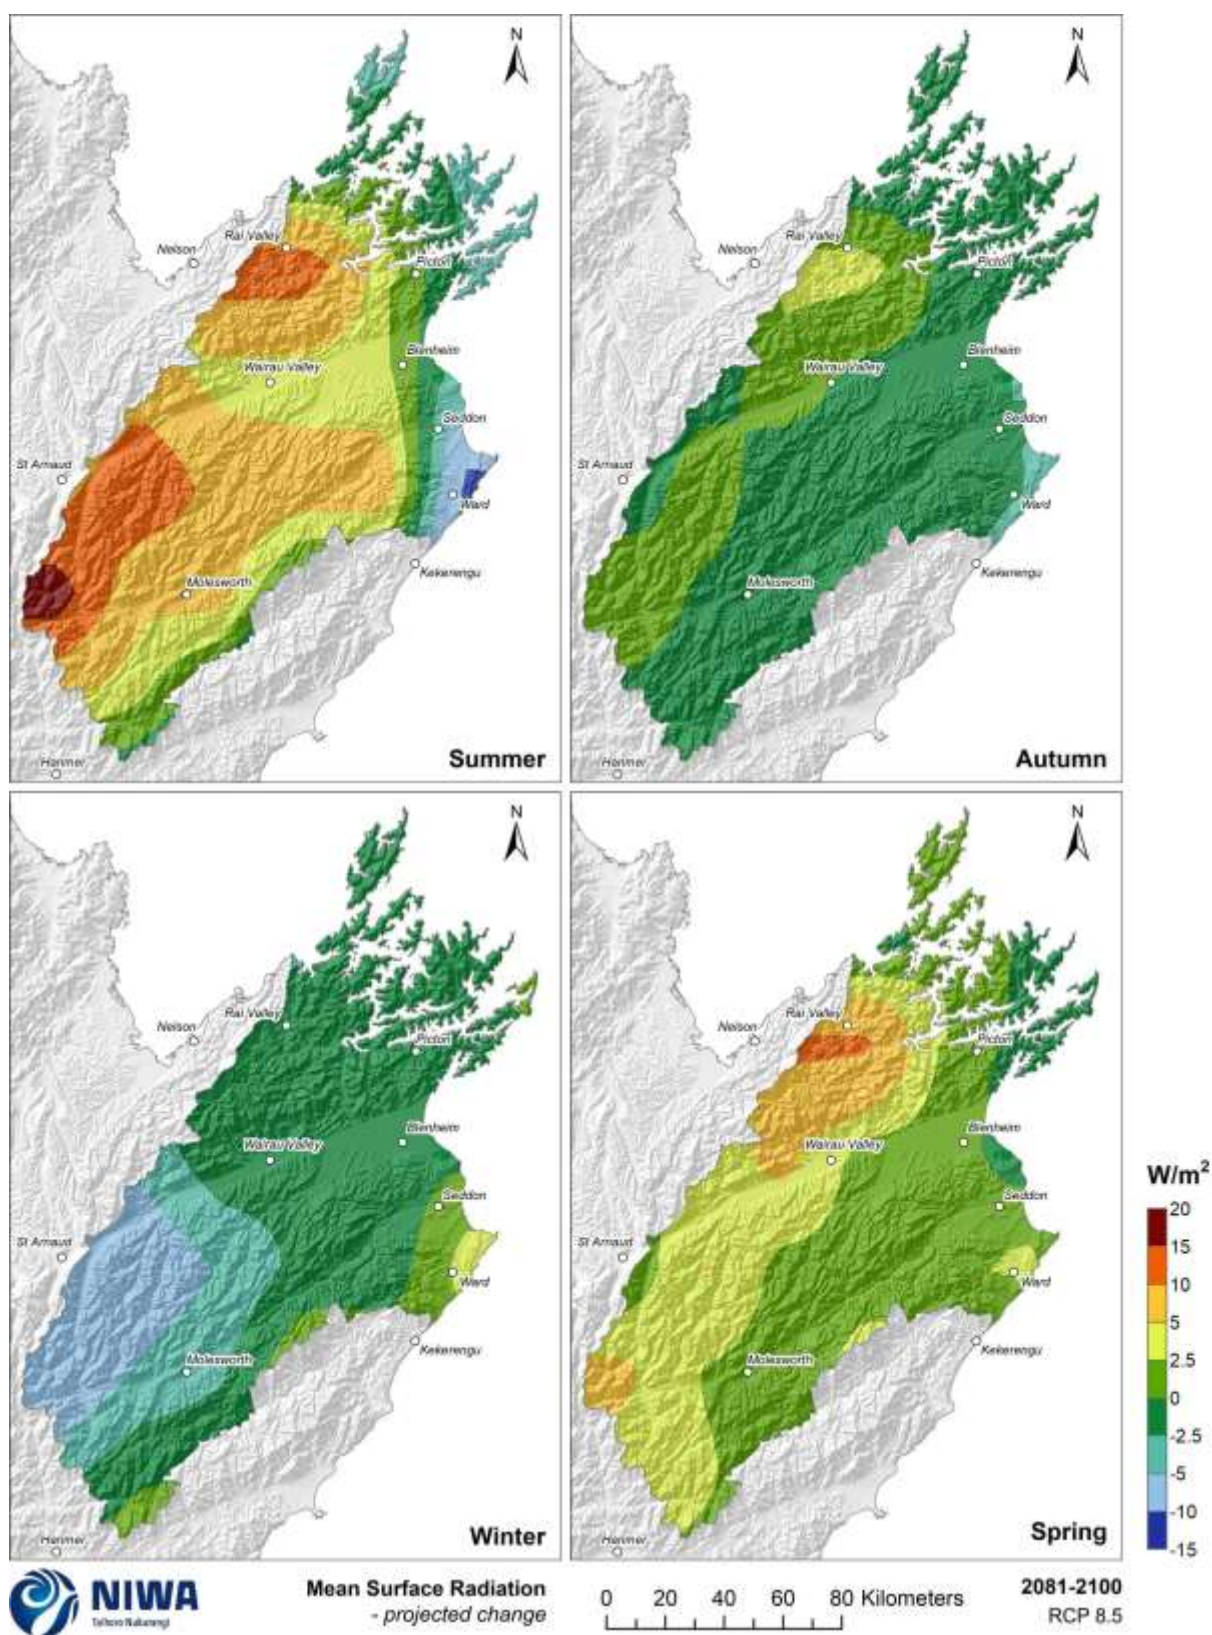 N
Rai Valley
Nelson
Picton
Blenheim
Wairau Valley
Seddon
St Arnaud
Ward
Kekerengu
Molesworth
Hanmer
Summer
N
Rai Valley
Nelson
Picton
Blenheim
Wairau Valley
Seddon
St Arnaud
Ward
Kekerengu
Molesworth
Hanmer
Autumn
N
Rai Valley
Nelson
Picton
Blenheim
Wairau Valley
Seddon
St Arnaud
Ward
Kekerengu
Molesworth
Hanmer
Winter
N
Rai Valley
Nelson
Picton
Blenheim
Wairau Valley
Seddon
St Arnaud
Ward
Kekerengu
Molesworth
Hanmer
Spring
W/m²
20
15
10
5
2.5
0
-2.5
-5
-10
-15
NIWA
Taihoro Nukurangi
Mean Surface Radiation
- projected change
0 20 40 60 80 Kilometers
2081-2100
RCP 8.5